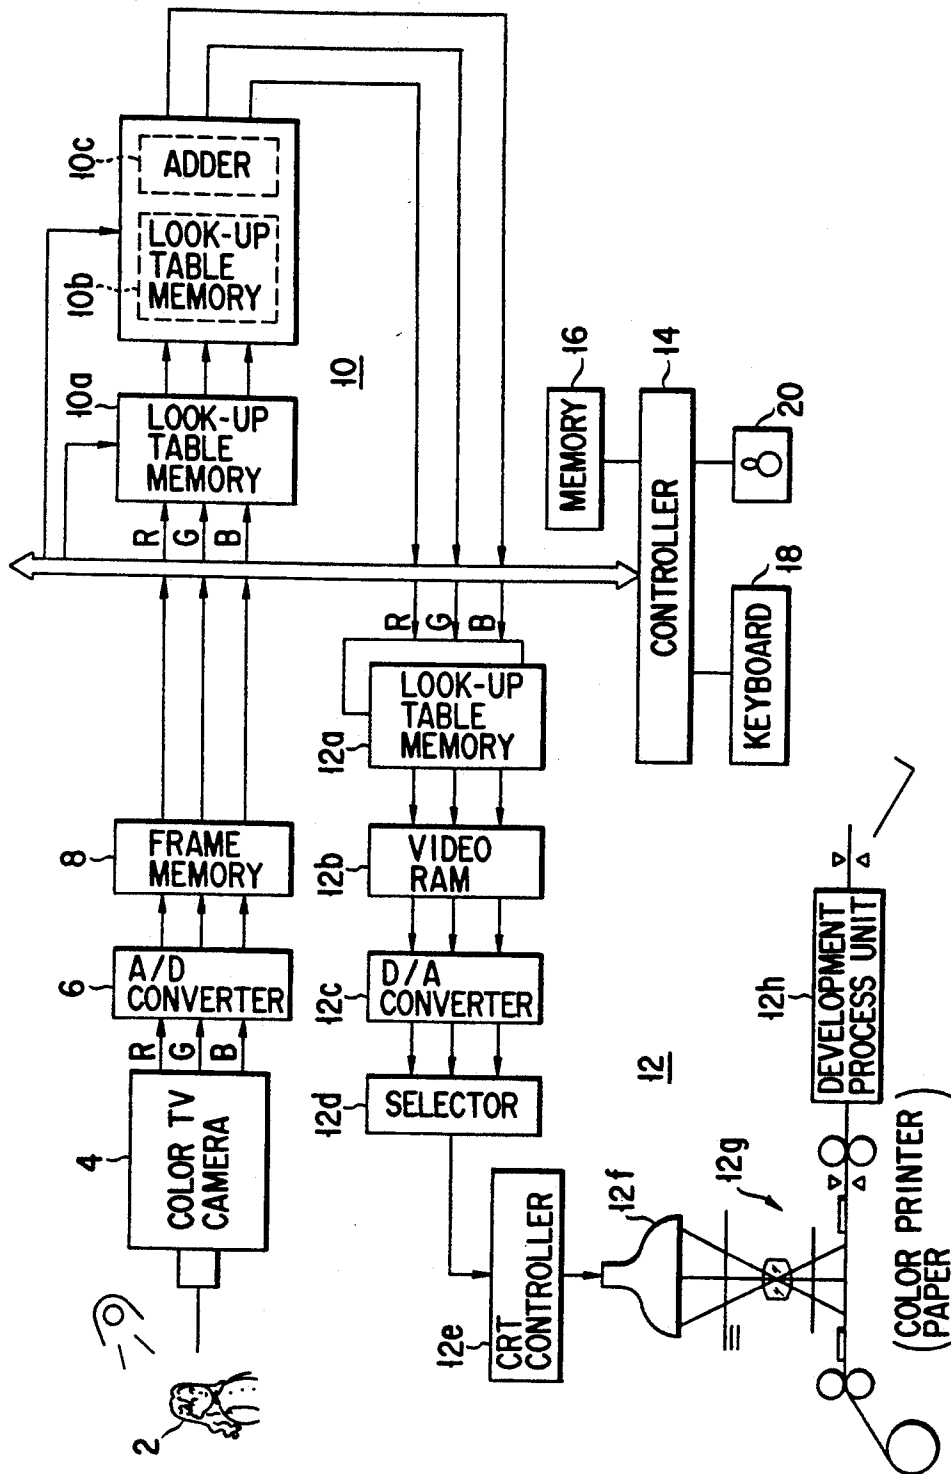 2
4
COLOR TV
CAMERA
R
G
B
6
A/D
CONVERTER
8
FRAME
MEMORY
R
G
B
10a
LOOK-UP
TABLE
MEMORY
10b
LOOK-UP
TABLE
MEMORY
10c
ADDER
10
R
G
B
12a
LOOK-UP
TABLE
MEMORY
12b
VIDEO
RAM
12c
D/A
CONVERTER
12d
SELECTOR
12e
CRT
CONTROLLER
12f
12g
12
12h
DEVELOPMENT
PROCESS UNIT
(COLOR PRINTER
PAPER)
MEMORY
16
CONTROLLER
14
KEYBOARD
18
20